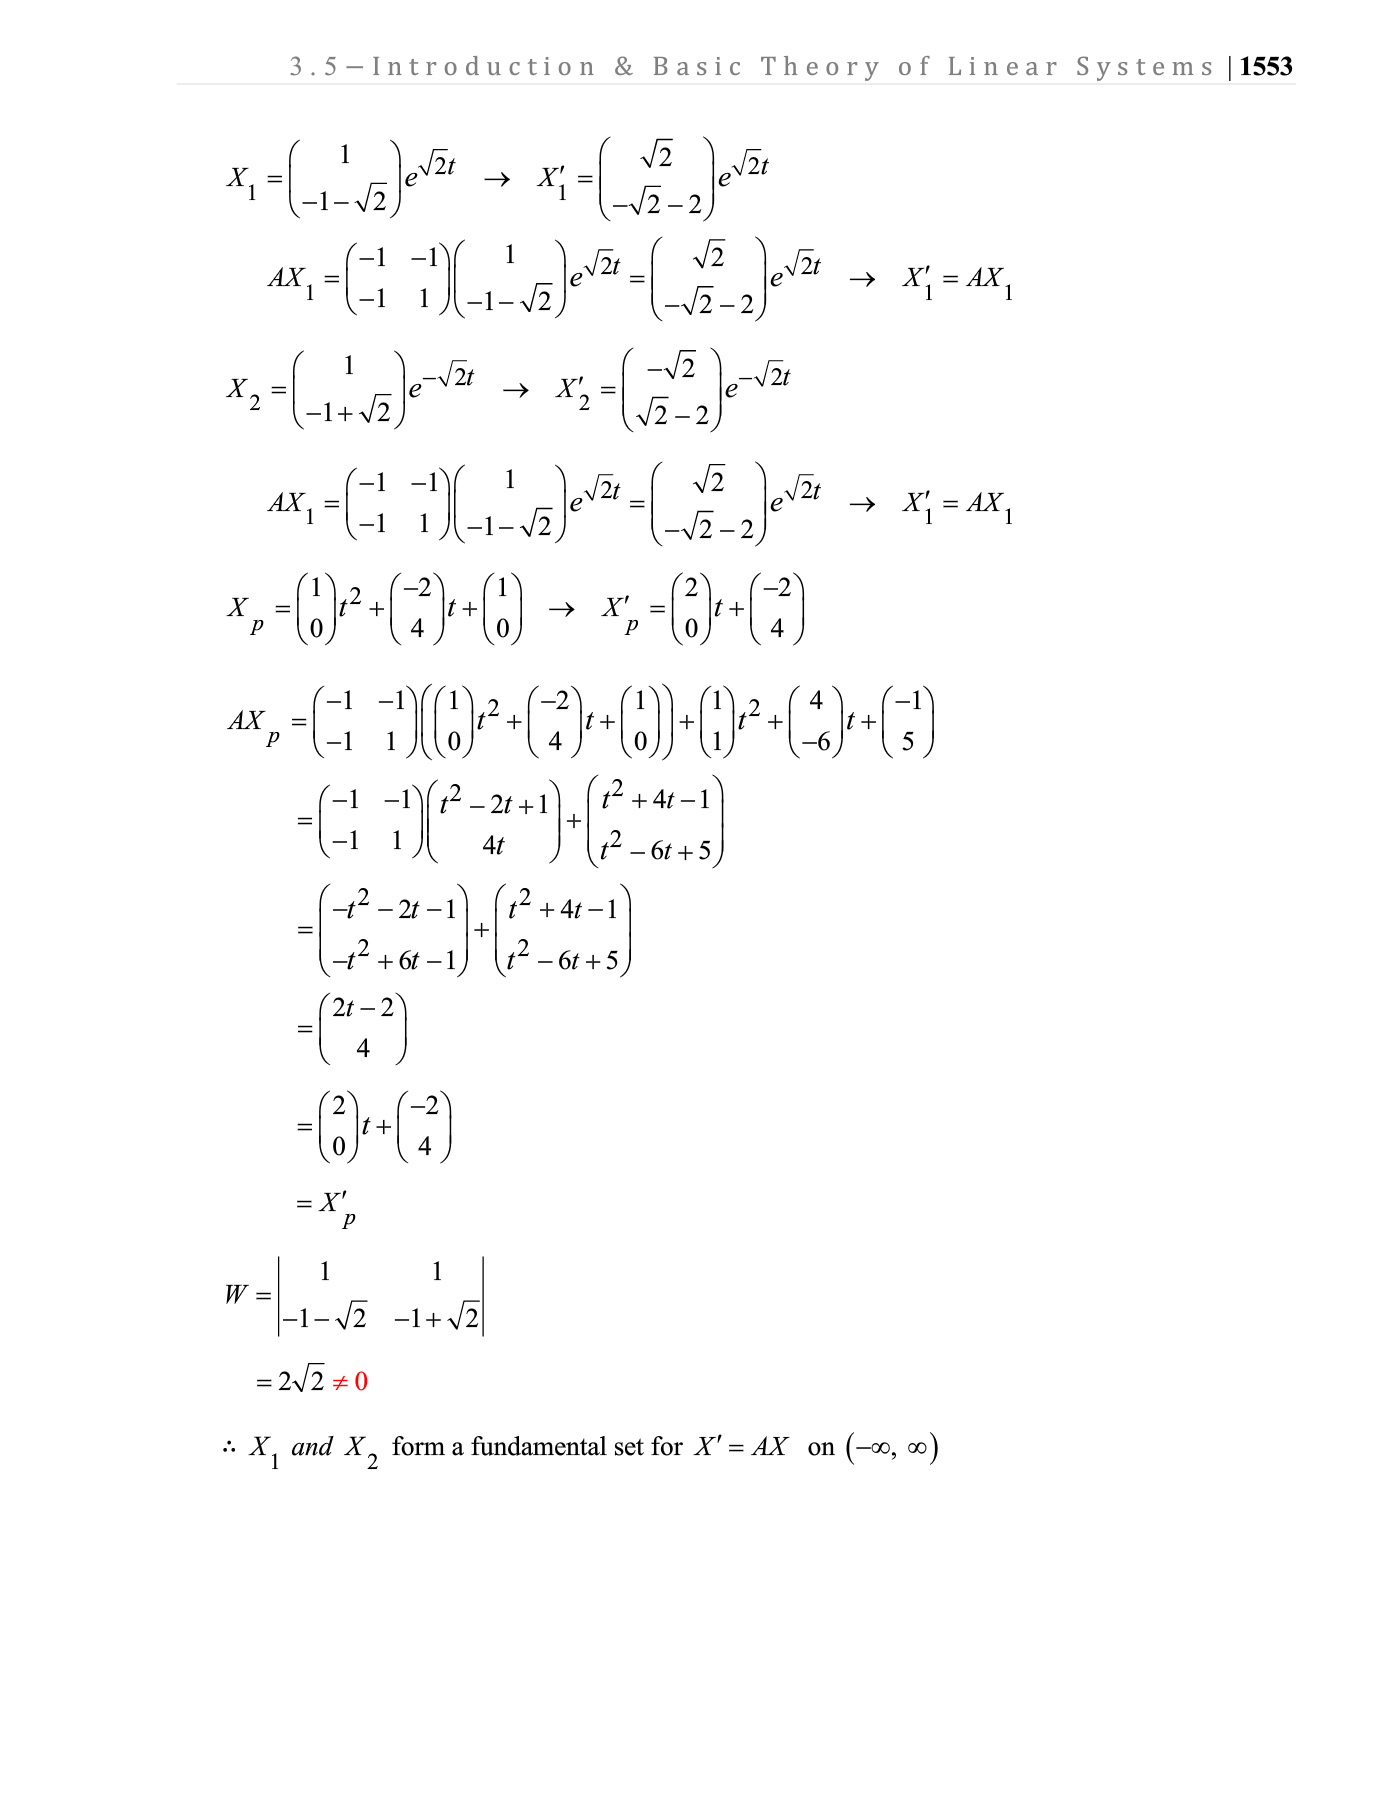 3.5 – Introduction & Basic Theory of Linear Systems | 1553
$X_1 = \begin{pmatrix} 1 \\ -1-\sqrt{2} \end{pmatrix} e^{\sqrt{2}t} \rightarrow X_1' = \begin{pmatrix} \sqrt{2} \\ -\sqrt{2}-2 \end{pmatrix} e^{\sqrt{2}t}$
$AX_1 = \begin{pmatrix} -1 & -1 \\ -1 & 1 \end{pmatrix} \begin{pmatrix} 1 \\ -1-\sqrt{2} \end{pmatrix} e^{\sqrt{2}t} = \begin{pmatrix} \sqrt{2} \\ -\sqrt{2}-2 \end{pmatrix} e^{\sqrt{2}t} \rightarrow X_1' = AX_1$
$X_2 = \begin{pmatrix} 1 \\ -1+\sqrt{2} \end{pmatrix} e^{-\sqrt{2}t} \rightarrow X_2' = \begin{pmatrix} -\sqrt{2} \\ \sqrt{2}-2 \end{pmatrix} e^{-\sqrt{2}t}$
$AX_1 = \begin{pmatrix} -1 & -1 \\ -1 & 1 \end{pmatrix} \begin{pmatrix} 1 \\ -1-\sqrt{2} \end{pmatrix} e^{\sqrt{2}t} = \begin{pmatrix} \sqrt{2} \\ -\sqrt{2}-2 \end{pmatrix} e^{\sqrt{2}t} \rightarrow X_1' = AX_1$
$X_p = \begin{pmatrix} 1 \\ 0 \end{pmatrix} t^2 + \begin{pmatrix} -2 \\ 4 \end{pmatrix} t + \begin{pmatrix} 1 \\ 0 \end{pmatrix} \rightarrow X_p' = \begin{pmatrix} 2 \\ 0 \end{pmatrix} t + \begin{pmatrix} -2 \\ 4 \end{pmatrix}$
$AX_p = \begin{pmatrix} -1 & -1 \\ -1 & 1 \end{pmatrix} \left( \begin{pmatrix} 1 \\ 0 \end{pmatrix} t^2 + \begin{pmatrix} -2 \\ 4 \end{pmatrix} t + \begin{pmatrix} 1 \\ 0 \end{pmatrix} \right) + \begin{pmatrix} 1 \\ 1 \end{pmatrix} t^2 + \begin{pmatrix} 4 \\ -6 \end{pmatrix} t + \begin{pmatrix} -1 \\ 5 \end{pmatrix}$
$= \begin{pmatrix} -1 & -1 \\ -1 & 1 \end{pmatrix} \begin{pmatrix} t^2-2t+1 \\ 4t \end{pmatrix} + \begin{pmatrix} t^2+4t-1 \\ t^2-6t+5 \end{pmatrix}$
$= \begin{pmatrix} -t^2-2t-1 \\ -t^2+6t-1 \end{pmatrix} + \begin{pmatrix} t^2+4t-1 \\ t^2-6t+5 \end{pmatrix}$
$= \begin{pmatrix} 2t-2 \\ 4 \end{pmatrix}$
$= \begin{pmatrix} 2 \\ 0 \end{pmatrix} t + \begin{pmatrix} -2 \\ 4 \end{pmatrix}$
$= X_p'$
$W = \begin{vmatrix} 1 & 1 \\ -1-\sqrt{2} & -1+\sqrt{2} \end{vmatrix}$
$= 2\sqrt{2} \neq 0$
∴ $X_1$ and $X_2$ form a fundamental set for $X' = AX$ on $(-\infty, \infty)$